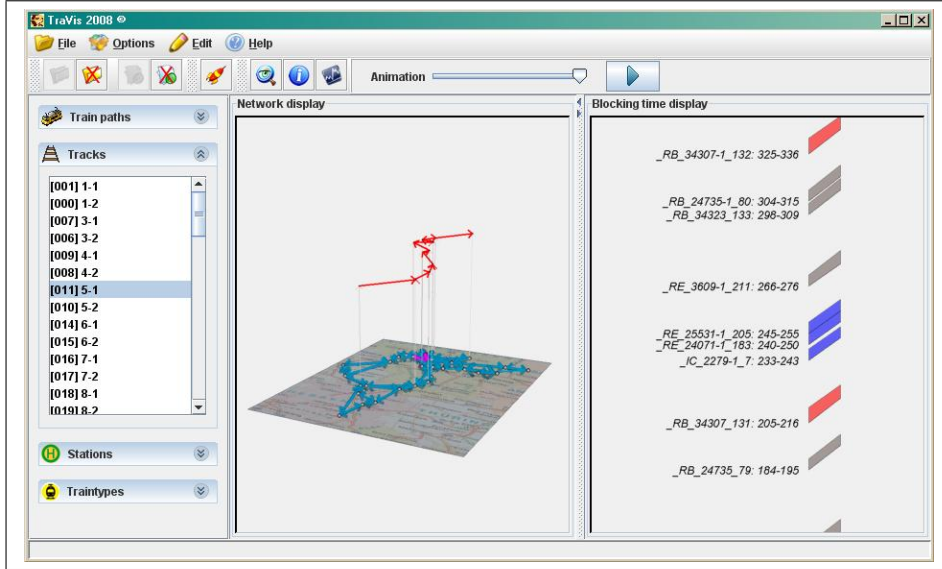 TraVis 2008 ©
File Options Edit Help
Animation
Train paths
Tracks
[001] 1-1
[000] 1-2
[007] 3-1
[006] 3-2
[009] 4-1
[008] 4-2
[011] 5-1
[010] 5-2
[014] 6-1
[015] 6-2
[016] 7-1
[017] 7-2
[018] 8-1
[019] 8-2
Stations
Traintypes
Network display
Blocking time display
_RB_34307-1_132: 325-336
_RB_24735-1_80: 304-315
_RB_34323_133: 298-309
_RE_3609-1_211: 266-276
_RE_25531-1_205: 245-255
_RE_24071-1_183: 240-250
_IC_2279-1_7: 233-243
_RB_34307_131: 205-216
_RB_24735_79: 184-195